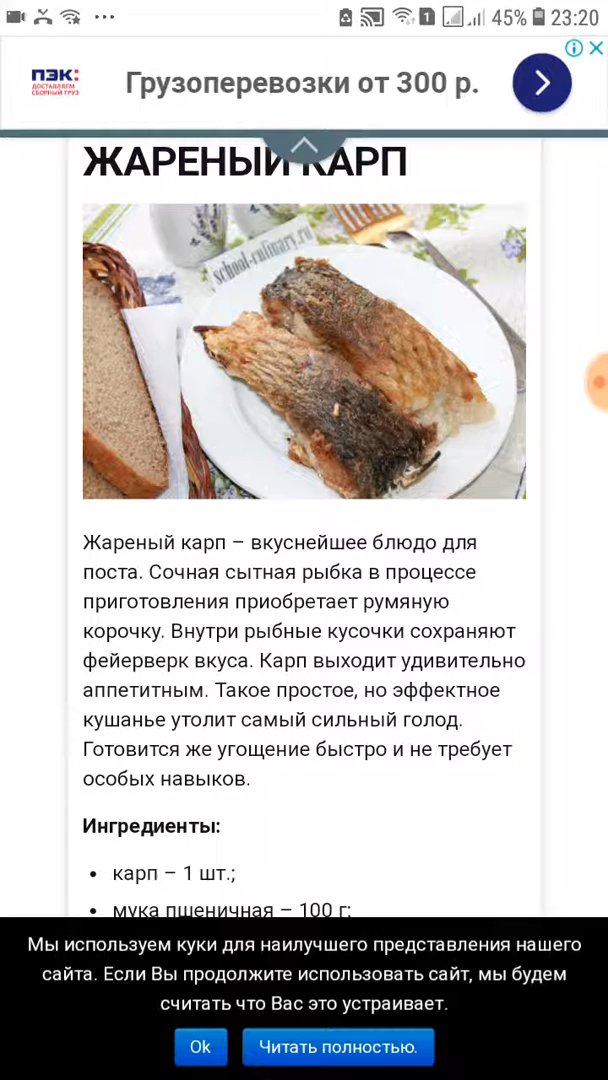 45% 23:20
ПЭК:
ДОСТАВЛЯЕМ
СБОРНЫЙ ГРУЗ
Грузоперевозки от 300 р.
ЖАРЕНЫЙ КАРП
school-culinary.ru
Жареный карп – вкуснейшее блюдо для
поста. Сочная сытная рыбка в процессе
приготовления приобретает румяную
корочку. Внутри рыбные кусочки сохраняют
фейерверк вкуса. Карп выходит удивительно
аппетитным. Такое простое, но эффектное
кушанье утолит самый сильный голод.
Готовится же угощение быстро и не требует
особых навыков.
Ингредиенты:
• карп – 1 шт.;
• мука пшеничная – 100 г;
Мы используем куки для наилучшего представления нашего
сайта. Если Вы продолжите использовать сайт, мы будем
считать что Вас это устраивает.
Ok Читать полностью.